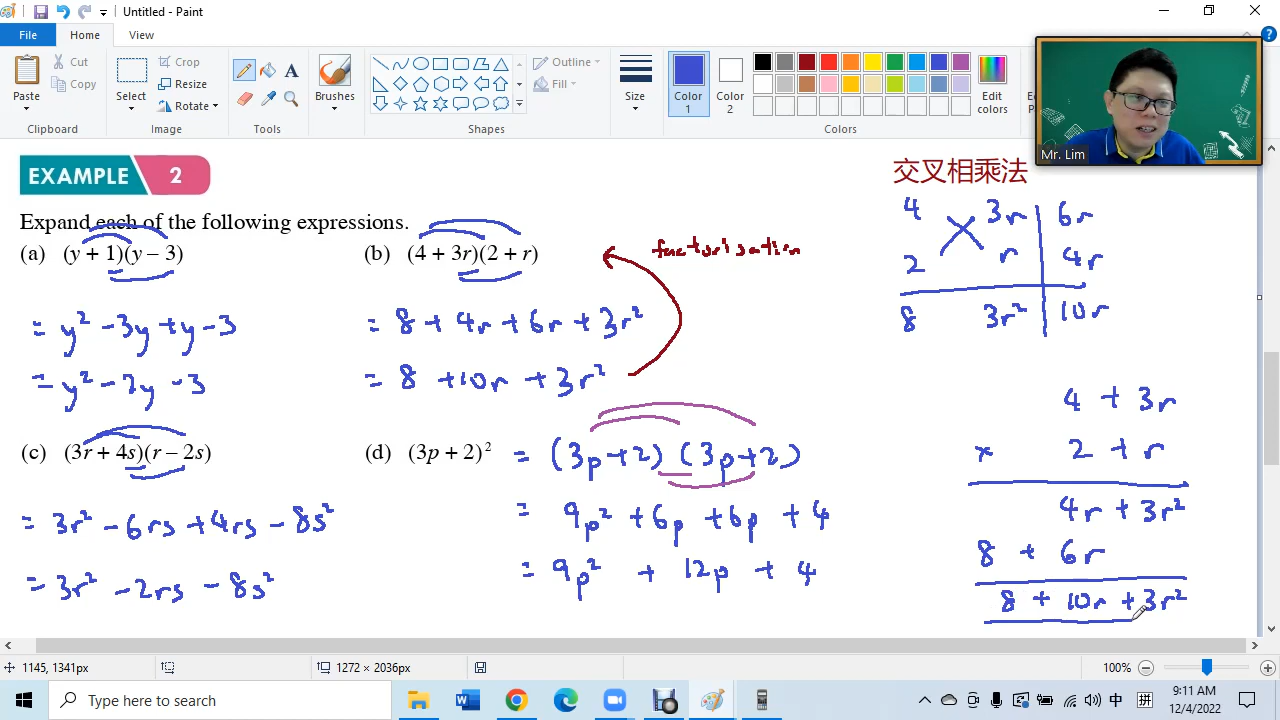 Untitled - Paint
File Home View
Paste
Cut
Copy
Clipboard
Select
Crop
Resize
Rotate
Image
Tools
Brushes
Shapes
Outline
Fill
Size
Color 1
Color 2
Edit colors
Colors
Mr. Lim
EXAMPLE 2
Expand each of the following expressions.
(a) (y + 1)(y − 3)
= y² − 3y + y − 3
= y² − 2y − 3
(b) (4 + 3r)(2 + r)
factorisation
= 8 + 4r + 6r + 3r²
= 8 + 10r + 3r²
(c) (3r + 4s)(r − 2s)
= 3r² − 6rs + 4rs − 8s²
= 3r² − 2rs − 8s²
(d) (3p + 2)² = (3p + 2)(3p + 2)
= 9p² + 6p + 6p + 4
= 9p² + 12p + 4
交叉相乘法
4 3r 6r
2 r 4r
8 3r² 10r
4 + 3r
× 2 + r
4r + 3r²
8 + 6r
8 + 10r + 3r²
1145, 1341px
1272 × 2036px
100%
Type here to search
中
拼
9:11 AM
12/4/2022